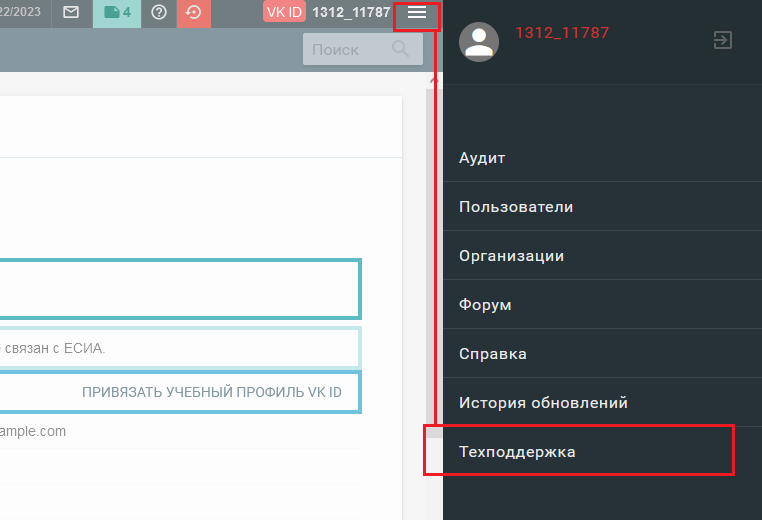 22/2023
4
VK ID
1312_11787
Поиск
связан с ЕСИА.
ПРИВЯЗАТЬ УЧЕБНЫЙ ПРОФИЛЬ VK ID
ample.com
1312_11787
Аудит
Пользователи
Организации
Форум
Справка
История обновлений
Техподдержка